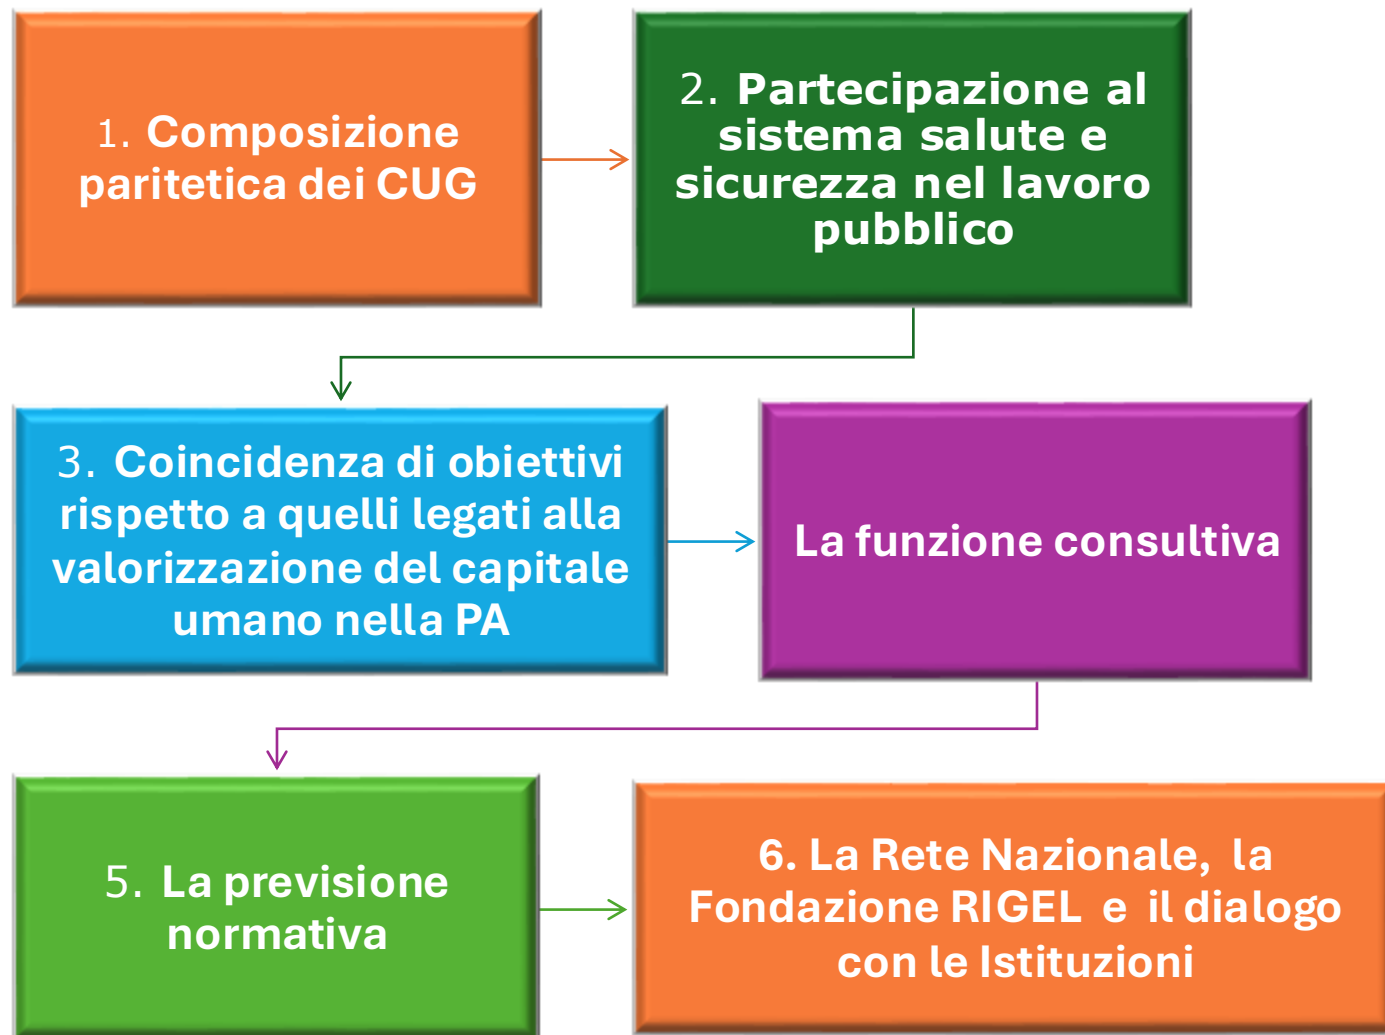 1. Composizione
paritetica dei CUG
2. Partecipazione al
sistema salute e
sicurezza nel lavoro
pubblico
3. Coincidenza di obiettivi
rispetto a quelli legati alla
valorizzazione del capitale
umano nella PA
La funzione consultiva
5. La previsione
normativa
6. La Rete Nazionale, la
Fondazione RIGEL e il dialogo
con le Istituzioni